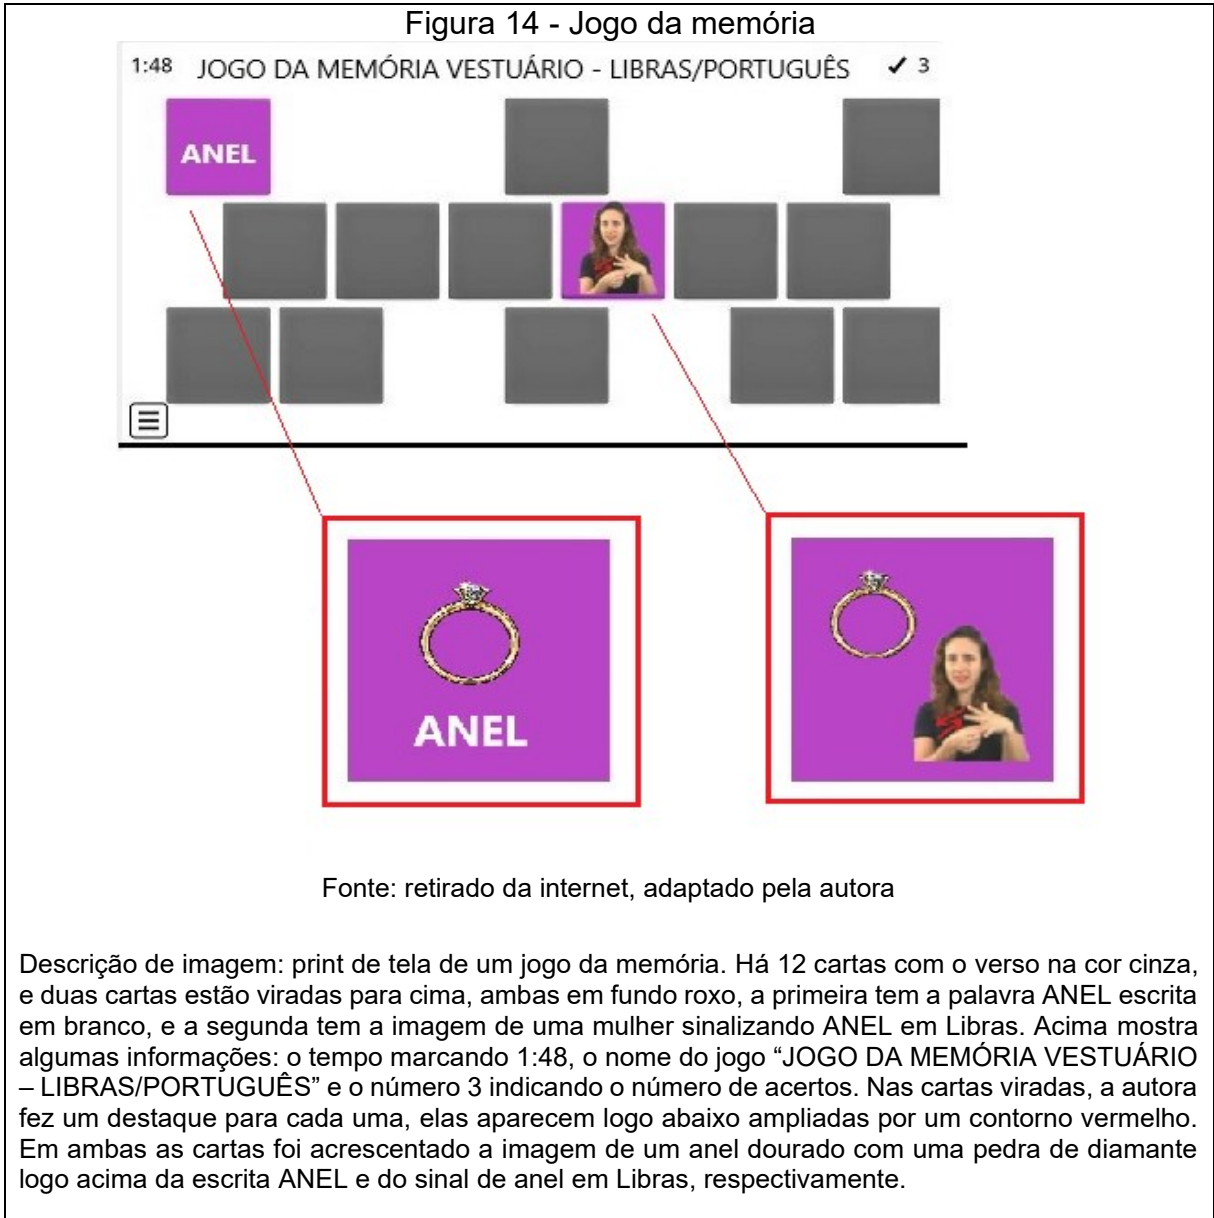 Figura 14 - Jogo da memória
1:48 JOGO DA MEMÓRIA VESTUÁRIO - LIBRAS/PORTUGUÊS ✓ 3
ANEL
ANEL
Fonte: retirado da internet, adaptado pela autora
Descrição de imagem: print de tela de um jogo da memória. Há 12 cartas com o verso na cor cinza,
e duas cartas estão viradas para cima, ambas em fundo roxo, a primeira tem a palavra ANEL escrita
em branco, e a segunda tem a imagem de uma mulher sinalizando ANEL em Libras. Acima mostra
algumas informações: o tempo marcando 1:48, o nome do jogo “JOGO DA MEMÓRIA VESTUÁRIO
– LIBRAS/PORTUGUÊS” e o número 3 indicando o número de acertos. Nas cartas viradas, a autora
fez um destaque para cada uma, elas aparecem logo abaixo ampliadas por um contorno vermelho.
Em ambas as cartas foi acrescentado a imagem de um anel dourado com uma pedra de diamante
logo acima da escrita ANEL e do sinal de anel em Libras, respectivamente.